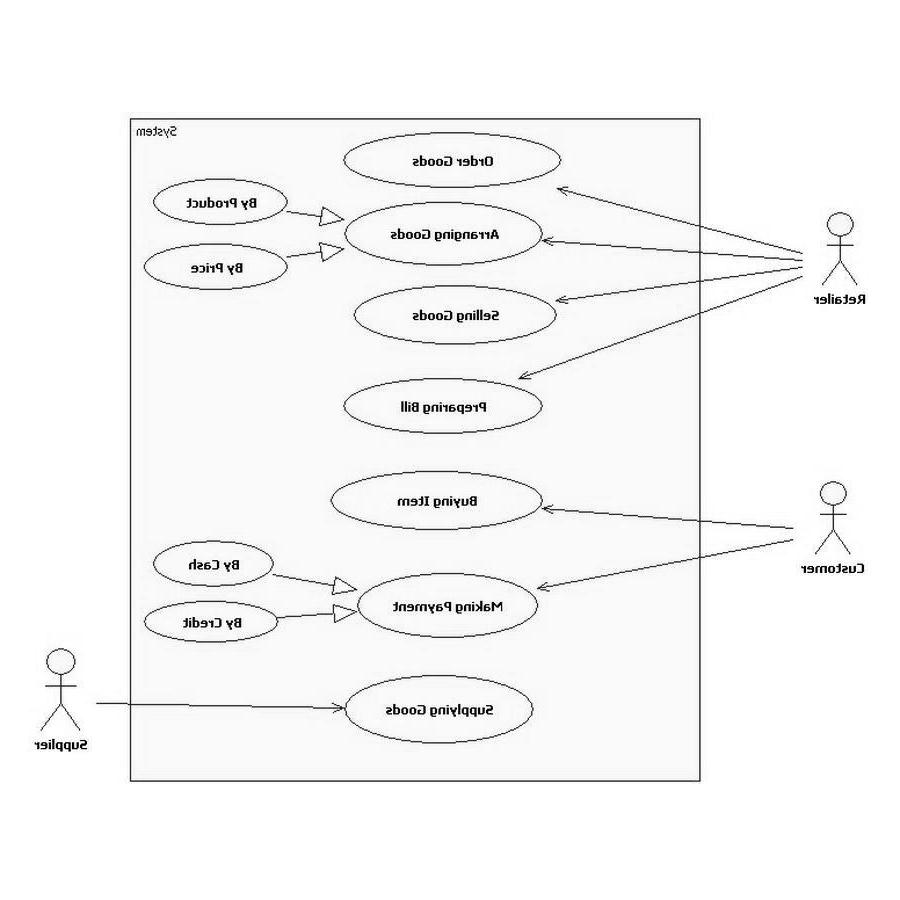 System
Order Goods
By Product
Arranging Goods
By Price
Retailer
Selling Goods
Preparing Bill
Buying Item
Customer
By Cash
Making Payment
By Credit
Supplying Goods
Supplier